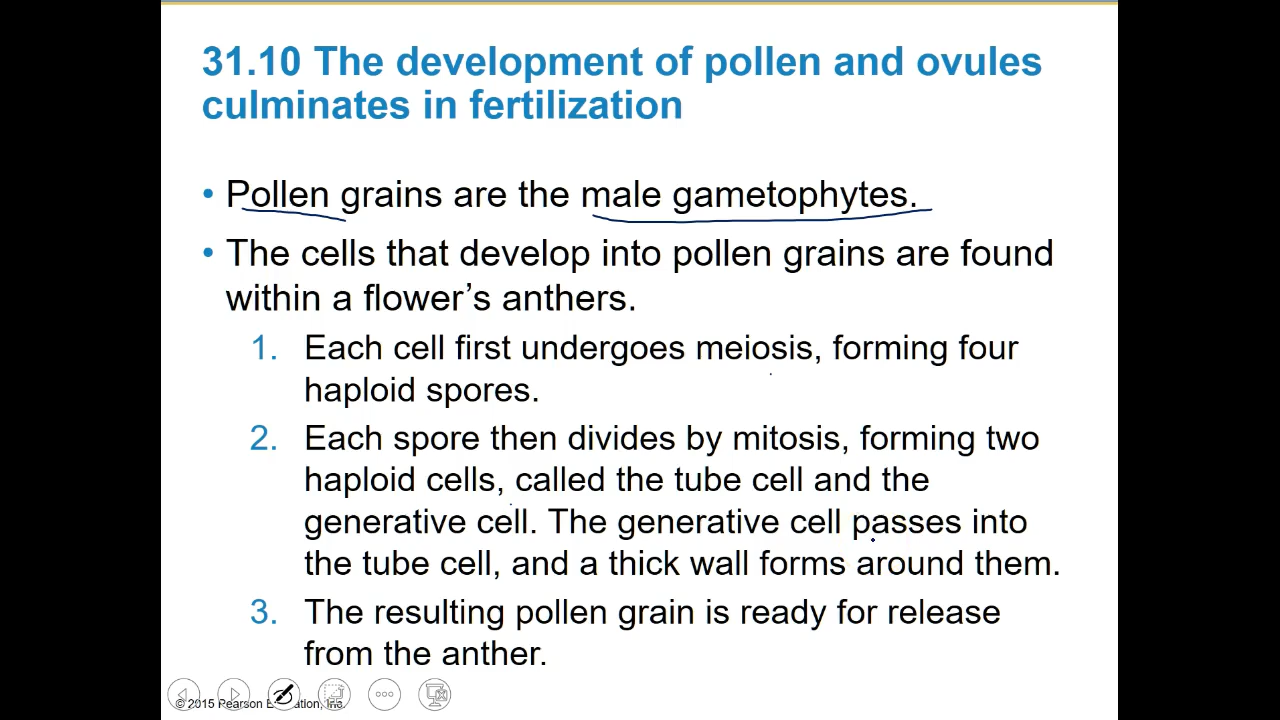 31.10 The development of pollen and ovules
culminates in fertilization
• Pollen grains are the male gametophytes.
• The cells that develop into pollen grains are found
within a flower’s anthers.
1. Each cell first undergoes meiosis, forming four
haploid spores.
2. Each spore then divides by mitosis, forming two
haploid cells, called the tube cell and the
generative cell. The generative cell passes into
the tube cell, and a thick wall forms around them.
3. The resulting pollen grain is ready for release
from the anther.
© 2015 Pearson Inc.